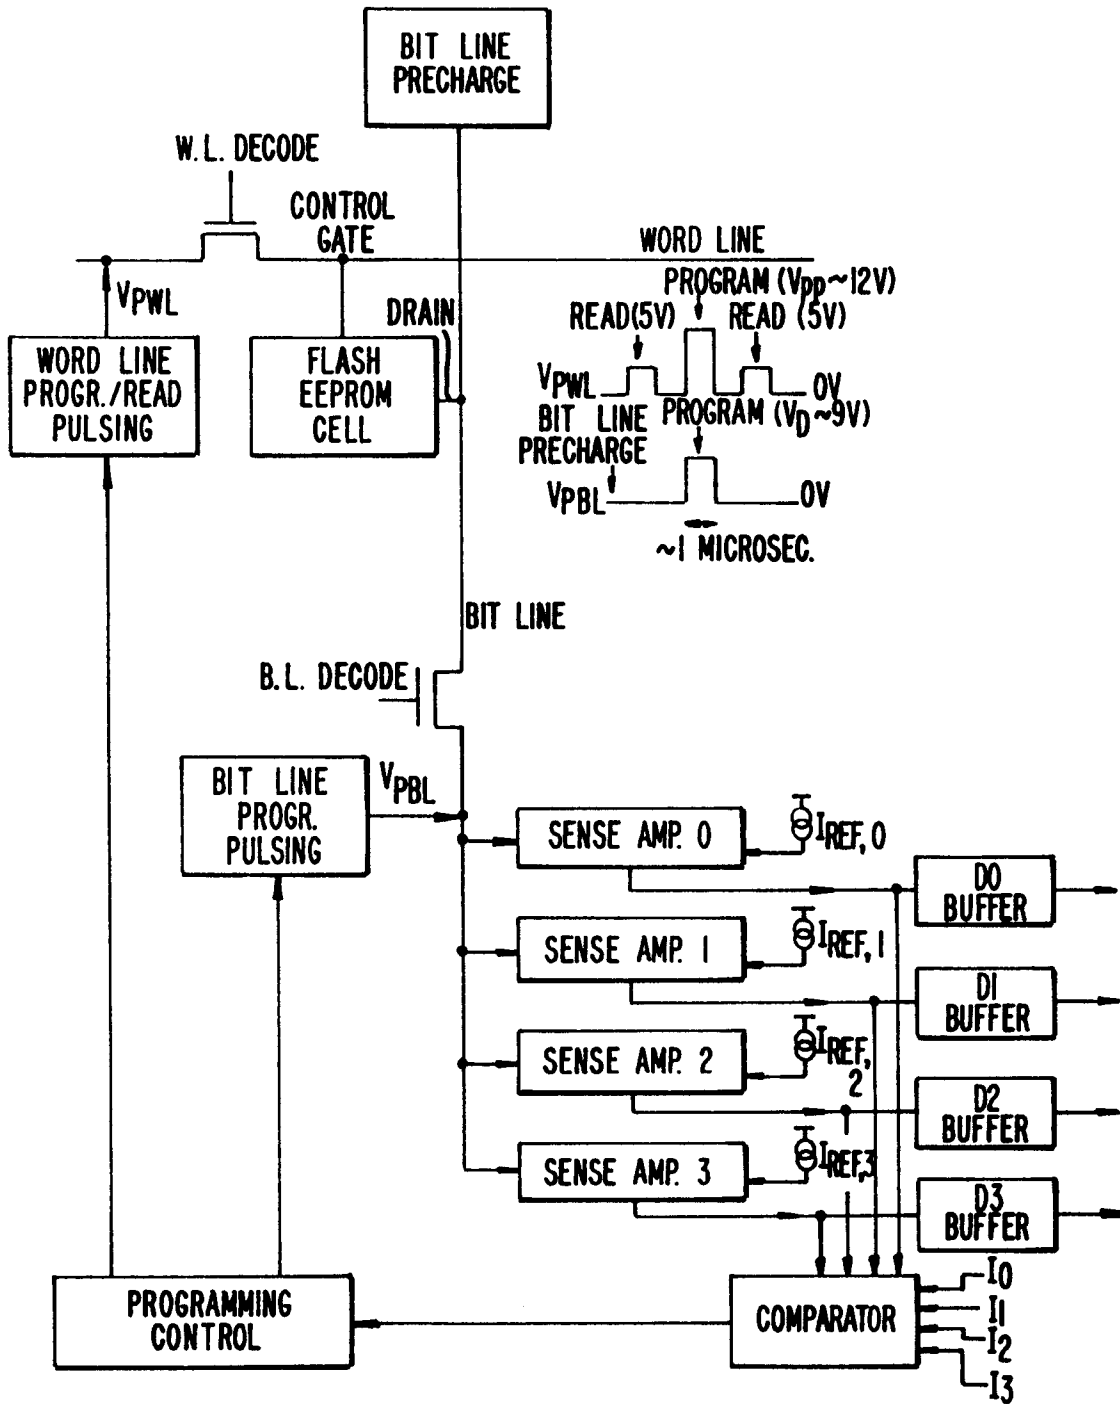 BIT LINE
PRECHARGE
W. L. DECODE
CONTROL
GATE
WORD LINE
VPWL
DRAIN
PROGRAM (Vpp~12V)
READ(5V)
READ (5V)
WORD LINE
PROGR./READ
PULSING
FLASH
EEPROM
CELL
VPWL
0V
BIT LINE
PRECHARGE
PROGRAM (VD~9V)
VPBL
0V
~1 MICROSEC.
BIT LINE
B. L. DECODE
BIT LINE
PROGR.
PULSING
VPBL
SENSE AMP. 0
IREF, 0
D0
BUFFER
SENSE AMP. 1
IREF, 1
D1
BUFFER
SENSE AMP. 2
IREF,
2
D2
BUFFER
SENSE AMP. 3
IREF,3
D3
BUFFER
PROGRAMMING
CONTROL
COMPARATOR
I0
I1
I2
I3